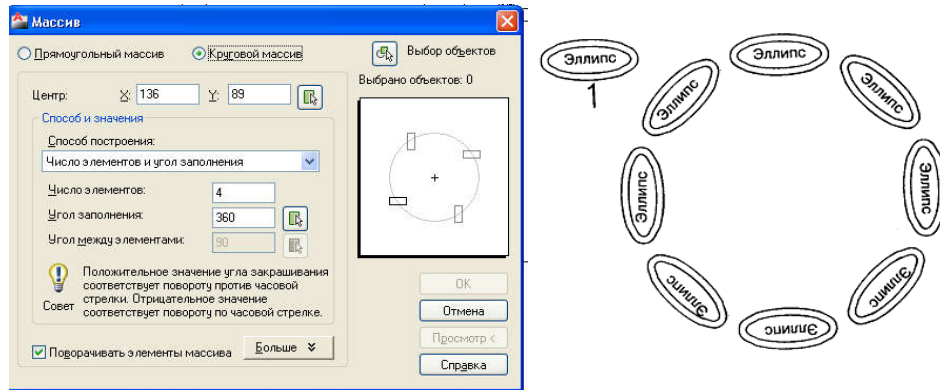 Массив
Прямоугольный массив
Круговой массив
Выбор объектов
Выбрано объектов: 0
Центр:
X: 136
Y: 89
Способ и значения
Способ построения:
Число элементов и угол заполнения
Число элементов:
4
Угол заполнения:
360
Угол между элементами:
90
Совет
Положительное значение угла закрашивания
соответствует повороту против часовой
стрелки. Отрицательное значение
соответствует повороту по часовой стрелке.
Поворачивать элементы массива
Больше
OK
Отмена
Просмотр <
Справка
Эллипс
1
Эллипс
Эллипс
Эллипс
Эллипс
Эллипс
Эллипс
Эллипс
Эллипс